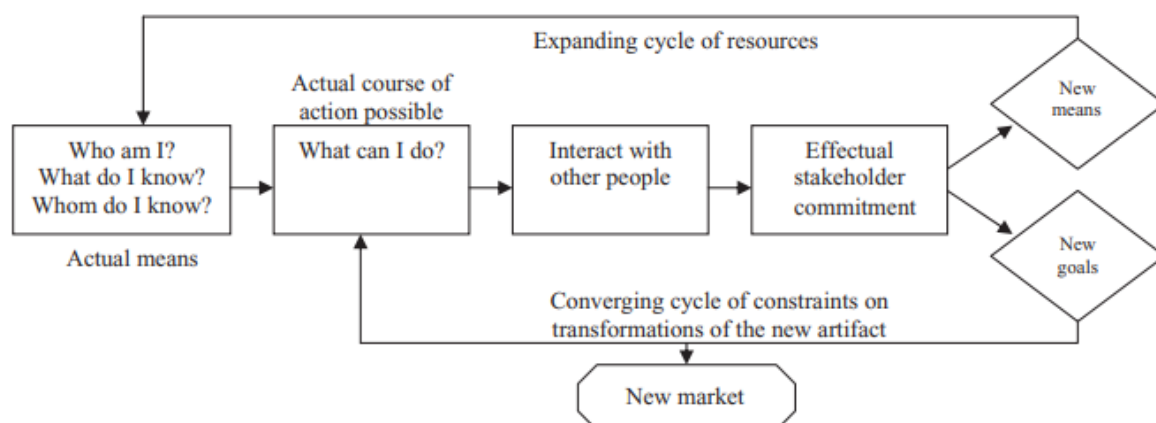 Expanding cycle of resources
New
means
Actual course of
action possible
Who am I?
What do I know?
Whom do I know?
What can I do?
Interact with
other people
Effectual
stakeholder
commitment
Actual means
New
goals
Converging cycle of constraints on
transformations of the new artifact
New market